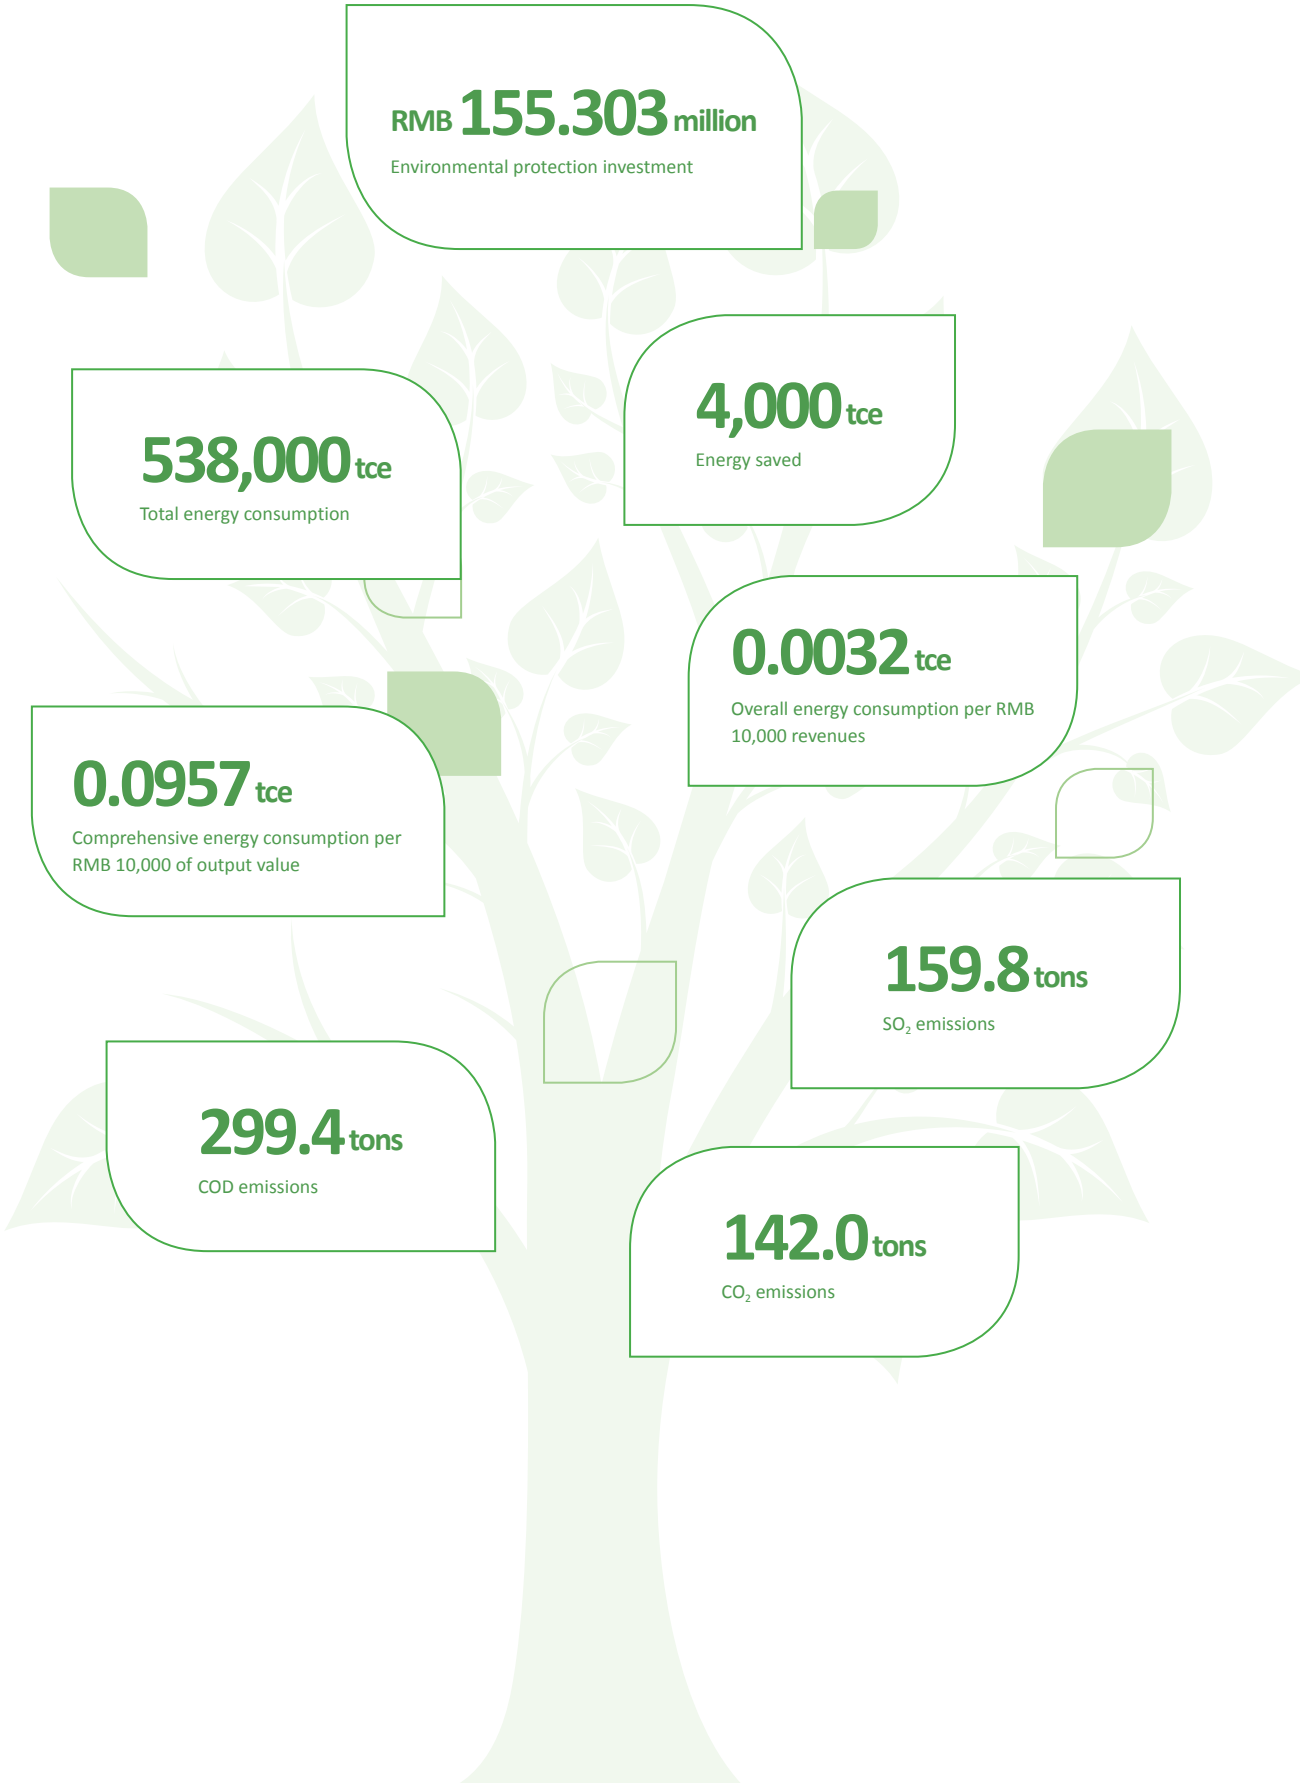 RMB 155.303 million
Environmental protection investment
4,000 tce
Energy saved
538,000 tce
Total energy consumption
0.0032 tce
Overall energy consumption per RMB
10,000 revenues
0.0957 tce
Comprehensive energy consumption per
RMB 10,000 of output value
159.8 tons
SO₂ emissions
299.4 tons
COD emissions
142.0 tons
CO₂ emissions